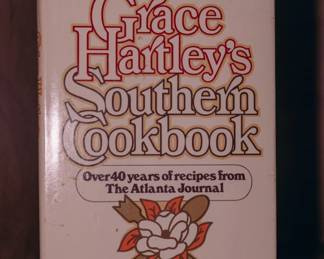 Grace
Hartley's
Southern
Cookbook
Over 40 years of recipes from
The Atlanta Journal